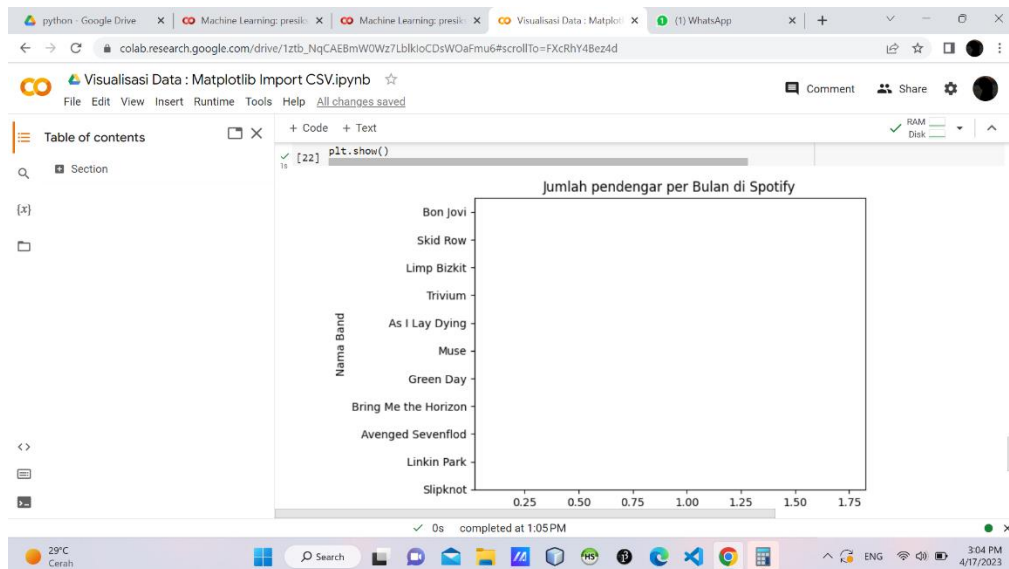 python - Google Drive
Machine Learning: presiko
Machine Learning: presiko
Visualisasi Data : Matplotl
(1) WhatsApp
colab.research.google.com/drive/1ztb_NqCAEBmW0Wz7LblkIoCDsWOaFmu6#scrollTo=FXcRhY4Bez4d
Visualisasi Data : Matplotlib Import CSV.ipynb
Comment
Share
File Edit View Insert Runtime Tools Help All changes saved
Table of contents
+ Code + Text
RAM
Disk
Section
[22] plt.show()
1s
{x}
Jumlah pendengar per Bulan di Spotify
Nama Band
Bon Jovi
Skid Row
Limp Bizkit
Trivium
As I Lay Dying
Muse
Green Day
Bring Me the Horizon
Avenged Sevenflod
Linkin Park
Slipknot
0.25 0.50 0.75 1.00 1.25 1.50 1.75
0s completed at 1:05 PM
29°C
Cerah
Search
ENG
3:04 PM
4/17/2023